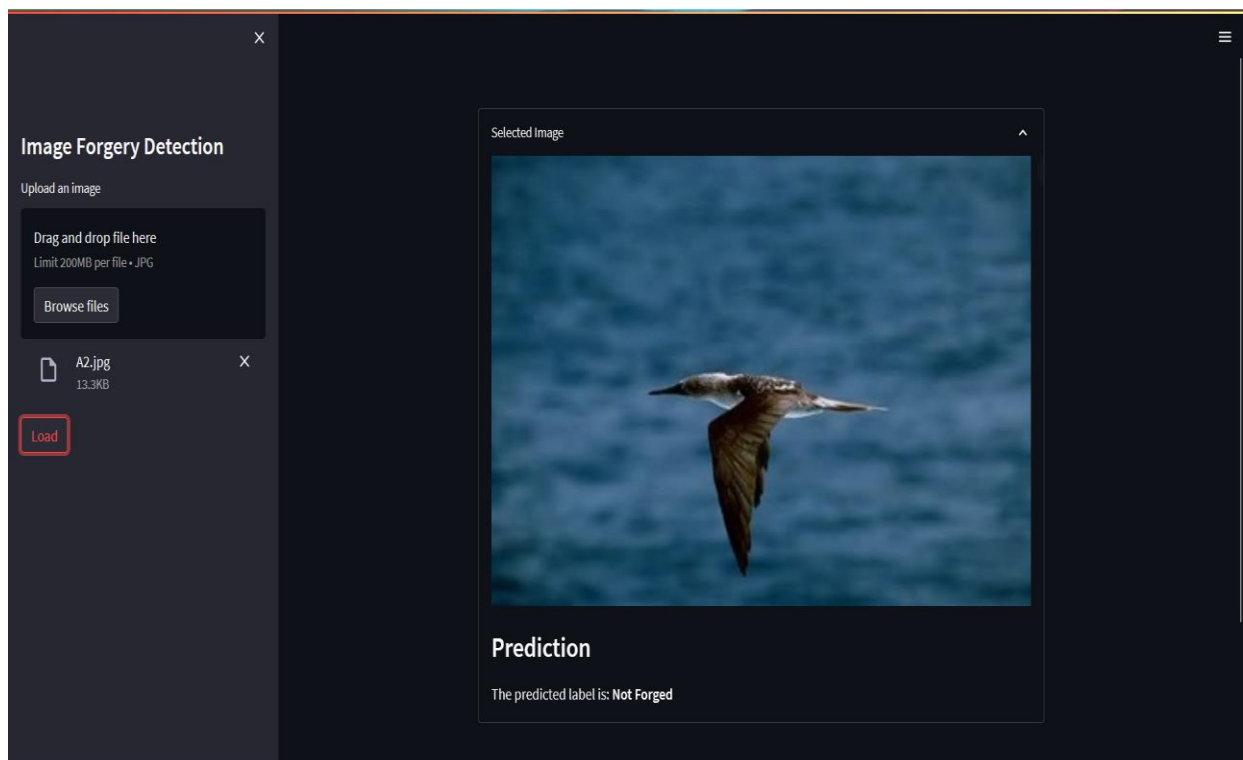 X
Image Forgery Detection
Upload an image
Drag and drop file here
Limit 200MB per file • JPG
Browse files
A2.jpg
X
13.3KB
Load
Selected Image
Prediction
The predicted label is: Not Forged